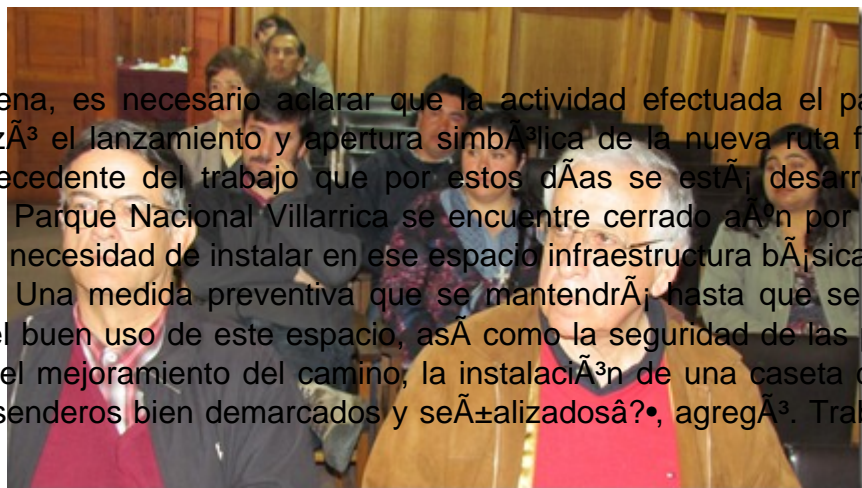 ena, es necesario aclarar que la actividad efectuada el pa
zÃ³ el lanzamiento y apertura simbÃ³lica de la nueva ruta f
ecedente del trabajo que por estos dÃ­as se estÃ¡ desarr
Parque Nacional Villarrica se encuentre cerrado aÃºn por
necesidad de instalar en ese espacio infraestructura bÃ¡sica
Una medida preventiva que se mantendrÃ¡ hasta que se
el buen uso de este espacio, asÃ­ como la seguridad de las
el mejoramiento del camino, la instalaciÃ³n de una caseta
senderos bien demarcados y seÃ±alizadosâ?•, agregÃ³. Tra